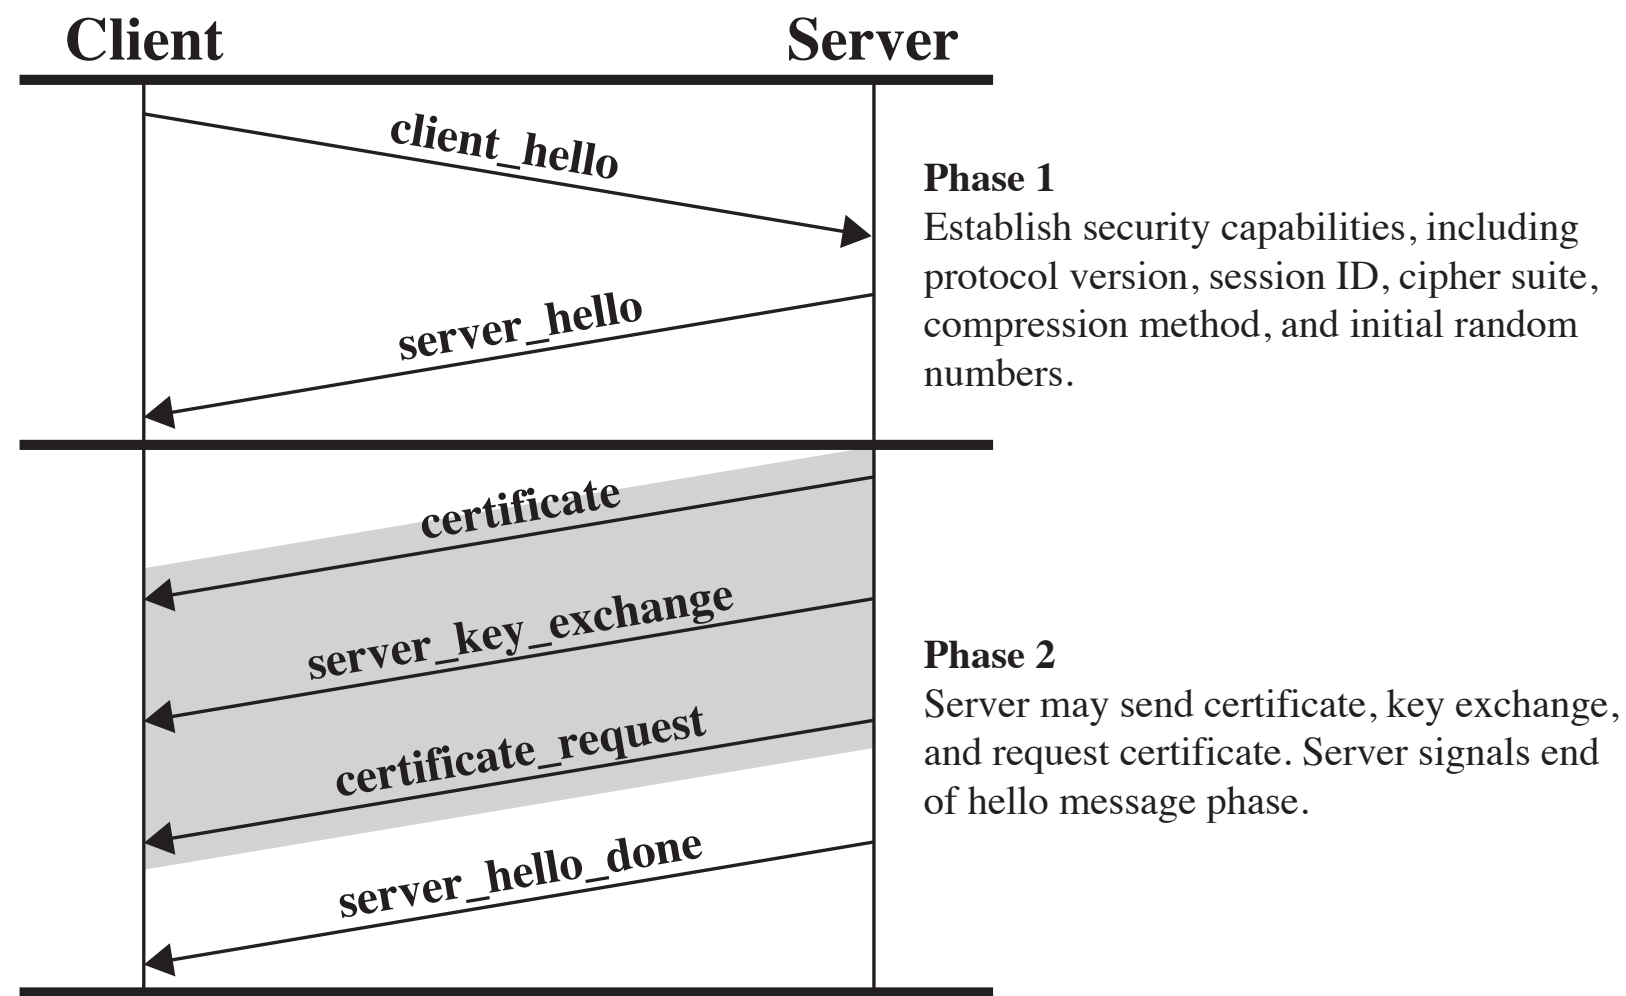 Client
Server
client_hello
server_hello
Phase 1
Establish security capabilities, including
protocol version, session ID, cipher suite,
compression method, and initial random
numbers.
certificate
server_key_exchange
certificate_request
server_hello_done
Phase 2
Server may send certificate, key exchange,
and request certificate. Server signals end
of hello message phase.